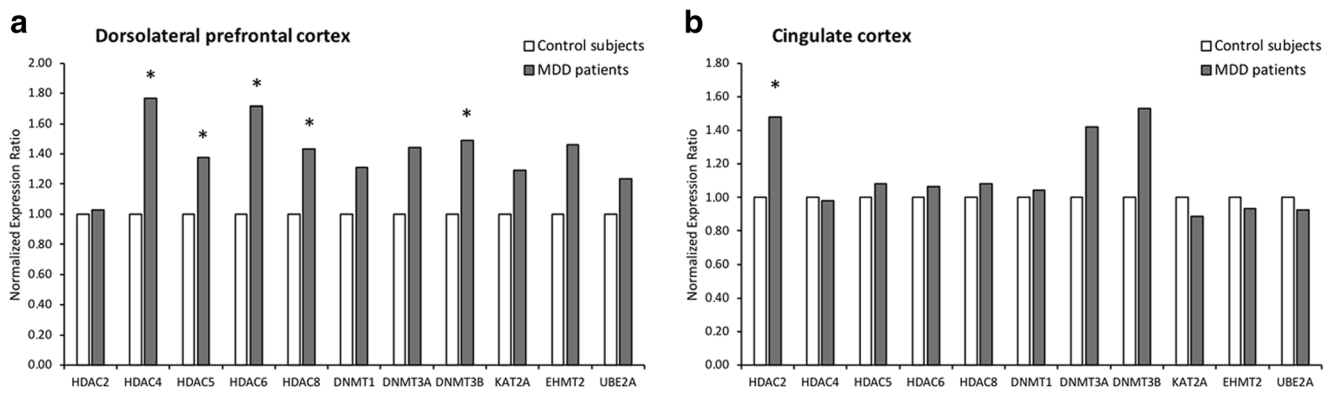 a
Dorsolateral prefrontal cortex
Control subjects
MDD patients
Normalized Expression Ratio
2.00
1.80
1.60
1.40
1.20
1.00
0.80
0.60
0.40
0.20
0.00
*
*
*
*
*
HDAC2 HDAC4 HDAC5 HDAC6 HDAC8 DNMT1 DNMT3A DNMT3B KAT2A EHMT2 UBE2A
b
Cingulate cortex
Control subjects
MDD patients
Normalized Expression Ratio
1.80
1.60
1.40
1.20
1.00
0.80
0.60
0.40
0.20
0.00
*
HDAC2 HDAC4 HDAC5 HDAC6 HDAC8 DNMT1 DNMT3A DNMT3B KAT2A EHMT2 UBE2A